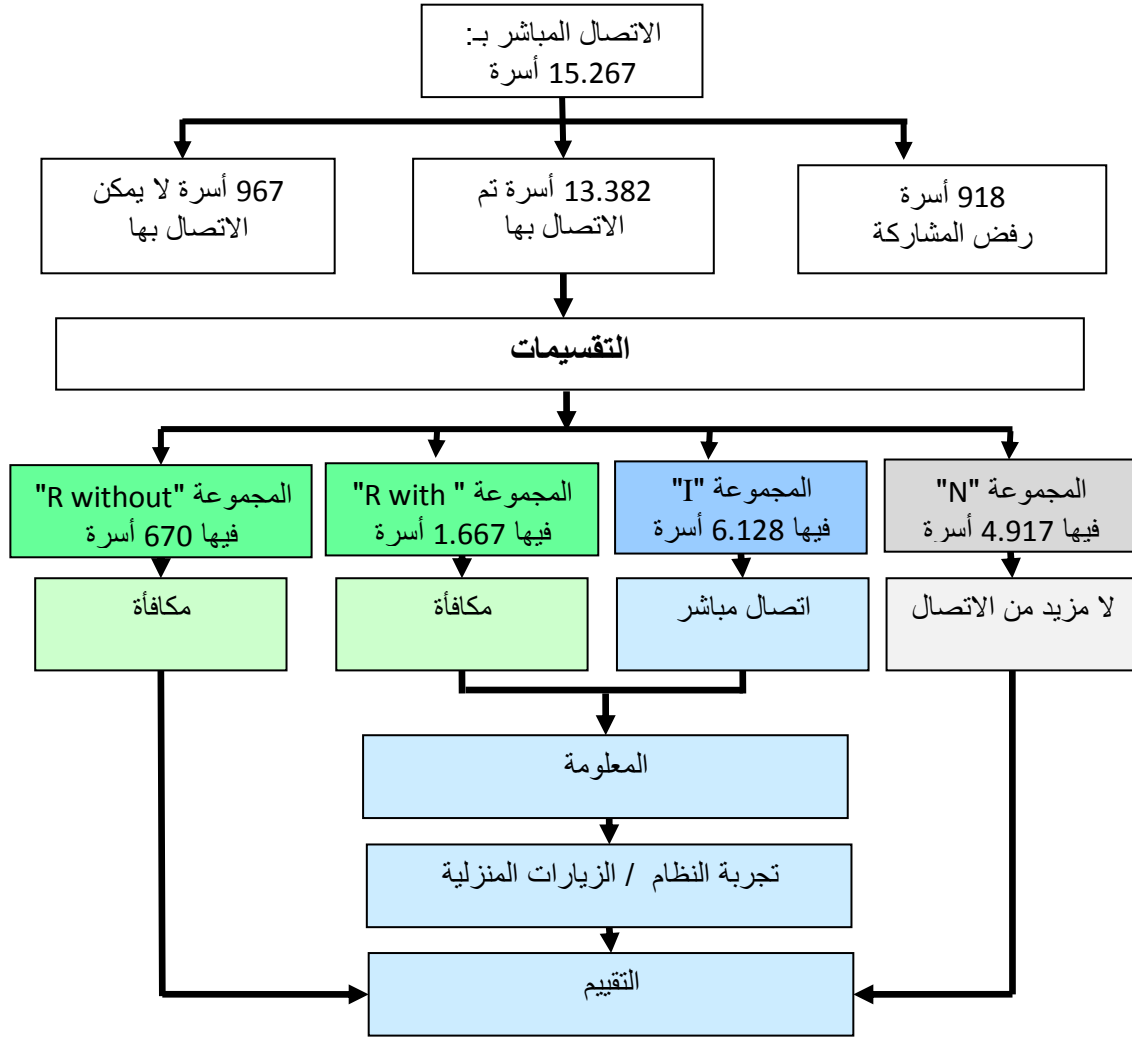 الاتصال المباشر بـ:
15.267 أسرة
918 أسرة
رفض المشاركة
13.382 أسرة تم
الاتصال بها
967 أسرة لا يمكن
الاتصال بها
التقسيمات
المجموعة "N"
فيها 4.917 أسرة
المجموعة "I"
فيها 6.128 أسرة
المجموعة " R with"
فيها 1.667 أسرة
المجموعة "R without"
فيها 670 أسرة
لا مزيد من الاتصال
اتصال مباشر
مكافأة
مكافأة
المعلومة
تجربة النظام / الزيارات المنزلية
التقييم